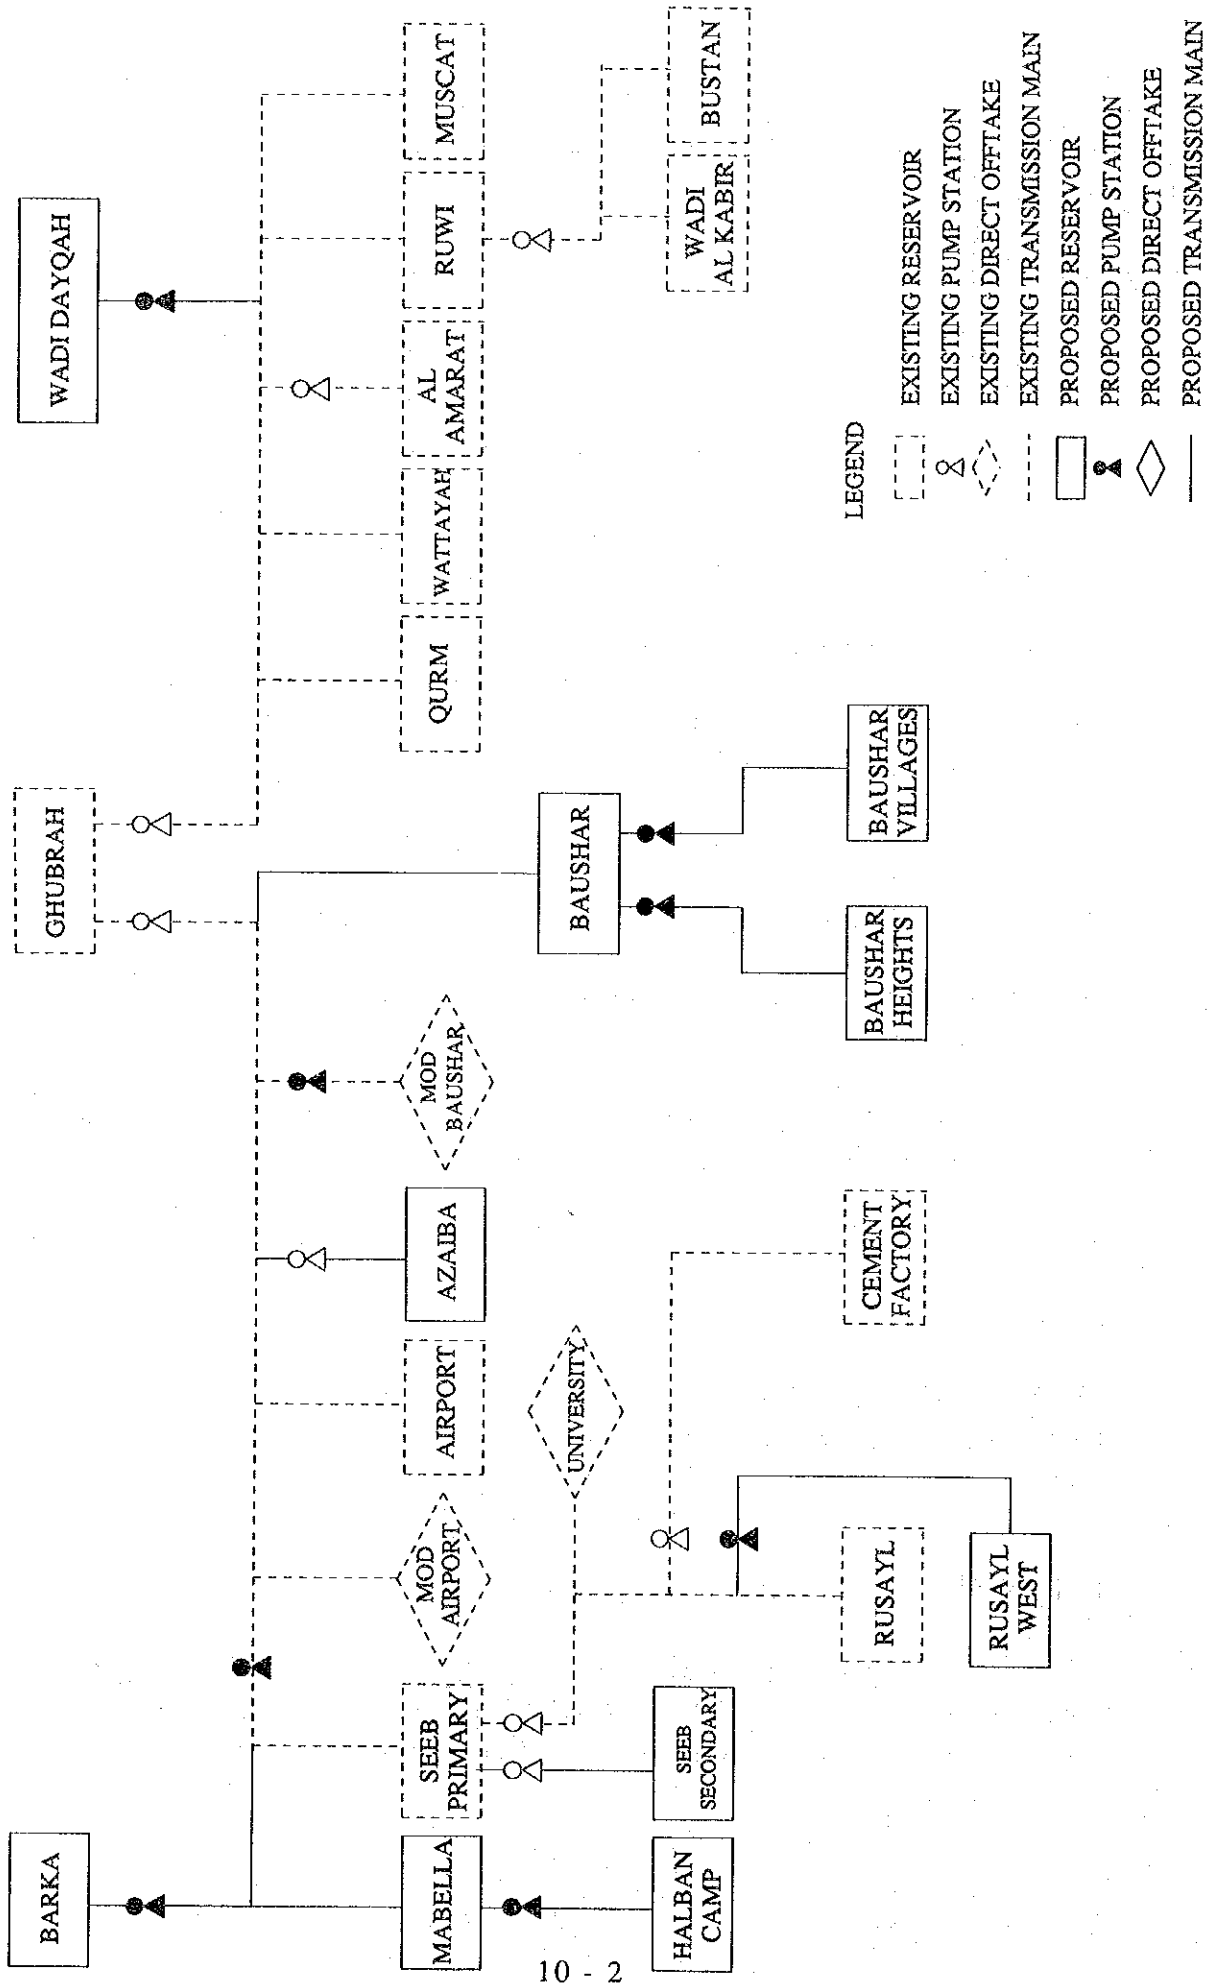 BARKA
GHUBRAH
WADI DAYQAH
MABELLA
SEEB
PRIMARY
MOD
AIRPORT
AIRPORT
AZAIBA
MOD
BAUSHAR
QURM
WATTAYAH
AL
AMARAT
RUWI
MUSCAT
HALBAN
CAMP
SEEB
SECONDARY
UNIVERSITY
BAUSHAR
WADI
AL KABIR
BUSTAN
RUSAYL
CEMENT
FACTORY
BAUSHAR
HEIGHTS
BAUSHAR
VILLAGES
RUSAYL
WEST
LEGEND
EXISTING RESERVOIR
EXISTING PUMP STATION
EXISTING DIRECT OFFTAKE
EXISTING TRANSMISSION MAIN
PROPOSED RESERVOIR
PROPOSED PUMP STATION
PROPOSED DIRECT OFFTAKE
PROPOSED TRANSMISSION MAIN
10 - 2